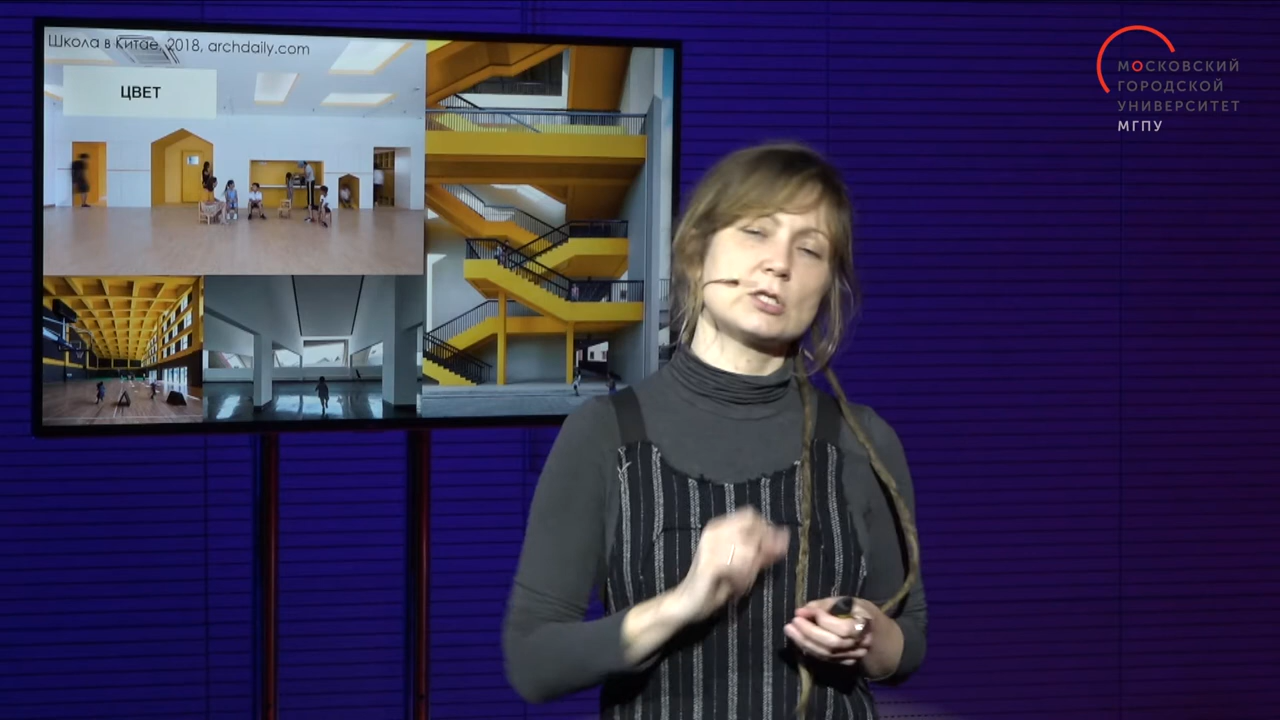 Школа в Китае, 2018, archdaily.com
ЦВЕТ
МОСКОВСКИЙ
ГОРОДСКОЙ
УНИВЕРСИТЕТ
МГПУ